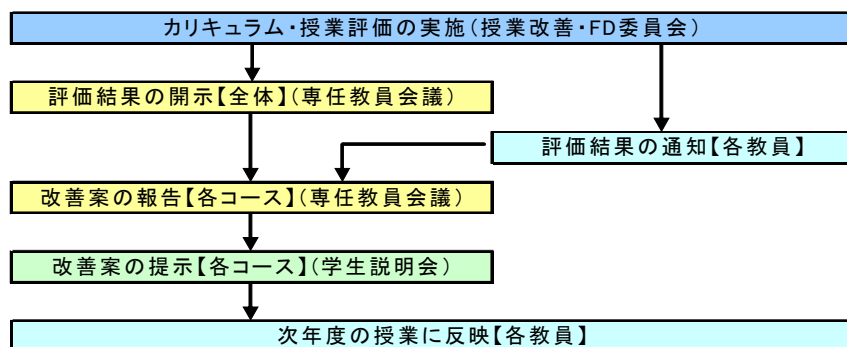 カリキュラム・授業評価の実施(授業改善・FD委員会)
評価結果の開示【全体】(専任教員会議)
評価結果の通知【各教員】
改善案の報告【各コース】(専任教員会議)
改善案の提示【各コース】(学生説明会)
次年度の授業に反映【各教員】